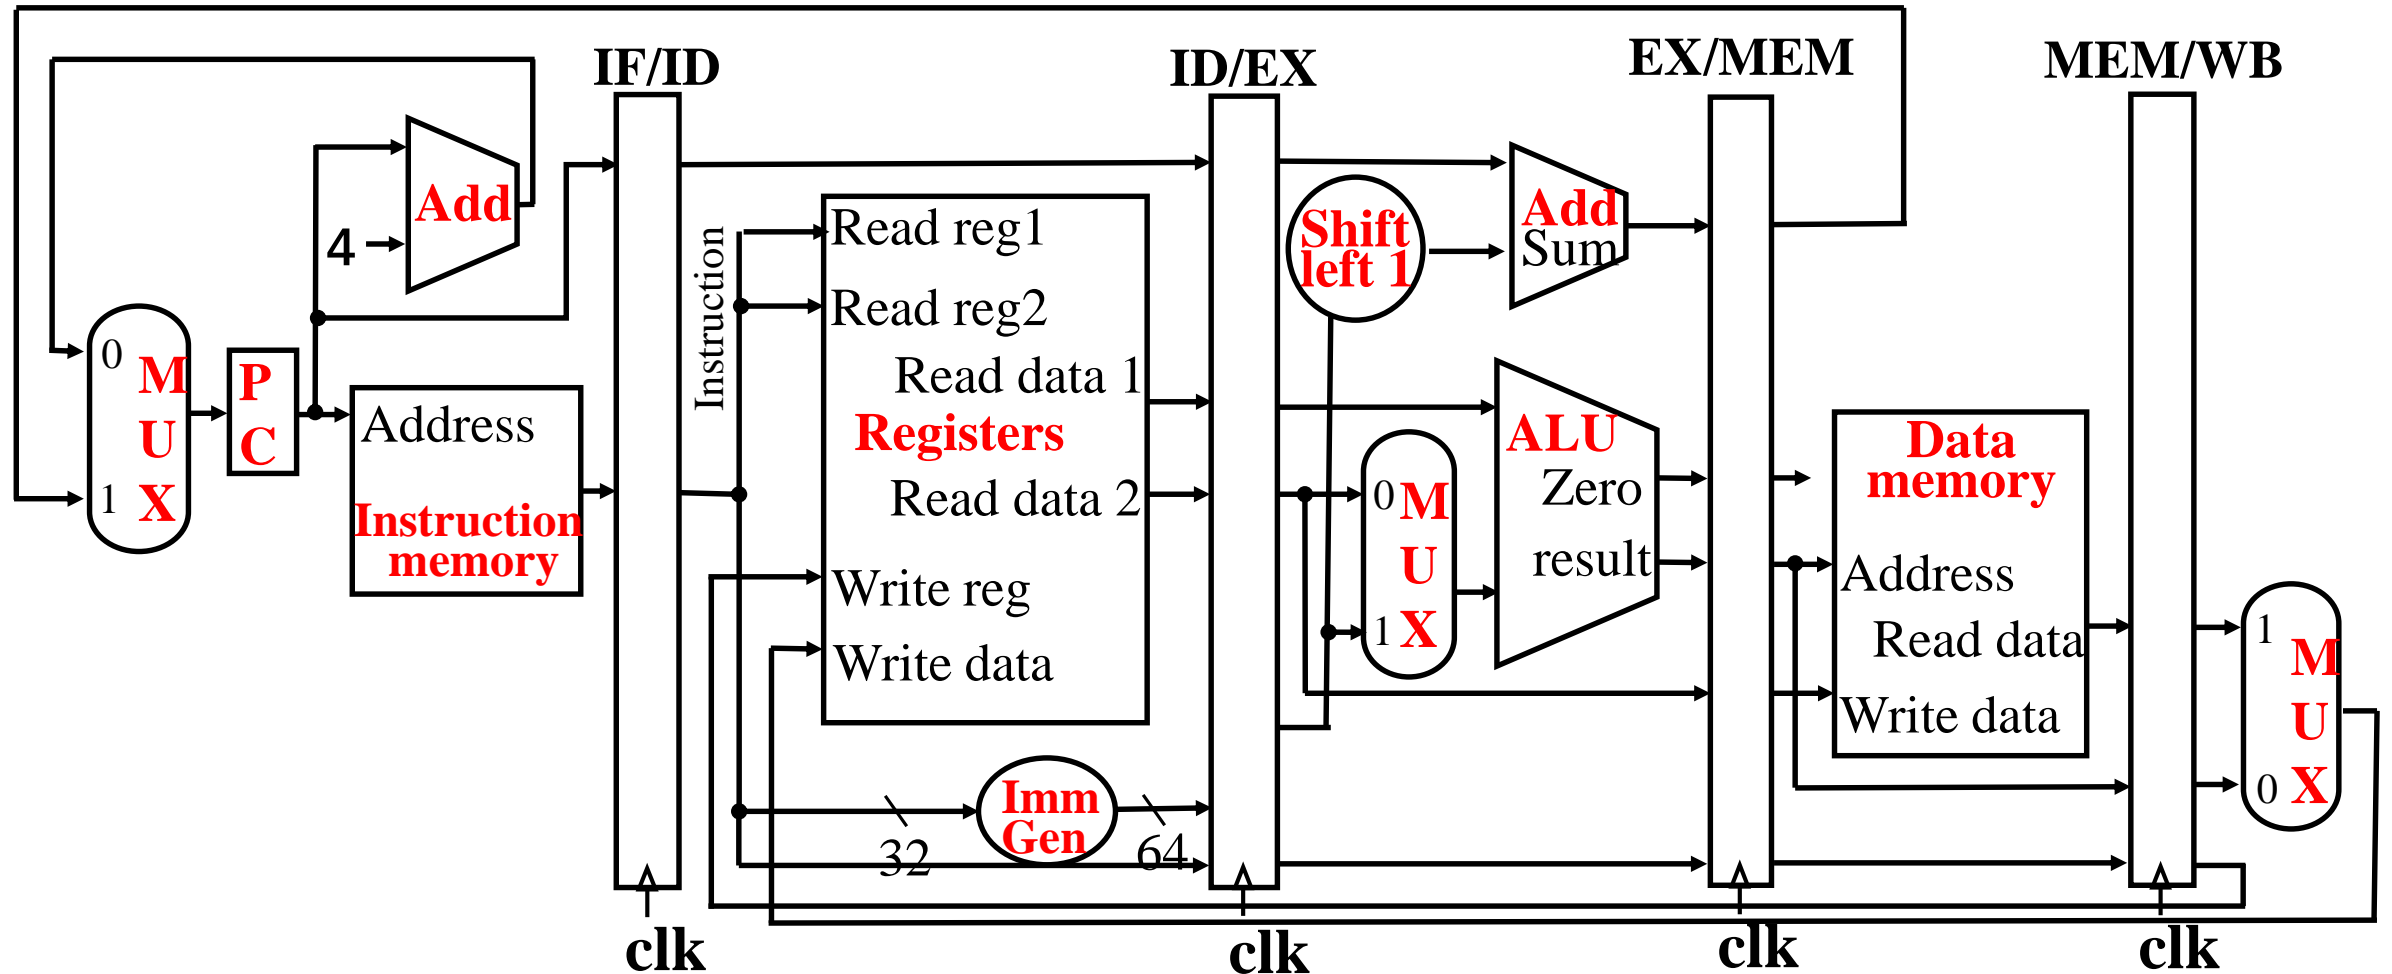 IF/ID
ID/EX
EX/MEM
MEM/WB
Add
4
0
M
U
X
1
P
C
Address
Instruction
memory
Instruction
Read reg1
Read reg2
Read data 1
Registers
Read data 2
Write reg
Write data
Imm
Gen
32
64
Shift
left 1
Add
Sum
0
M
U
X
1
ALU
Zero
result
Data
memory
Address
Read data
Write data
1
M
U
X
0
clk
clk
clk
clk